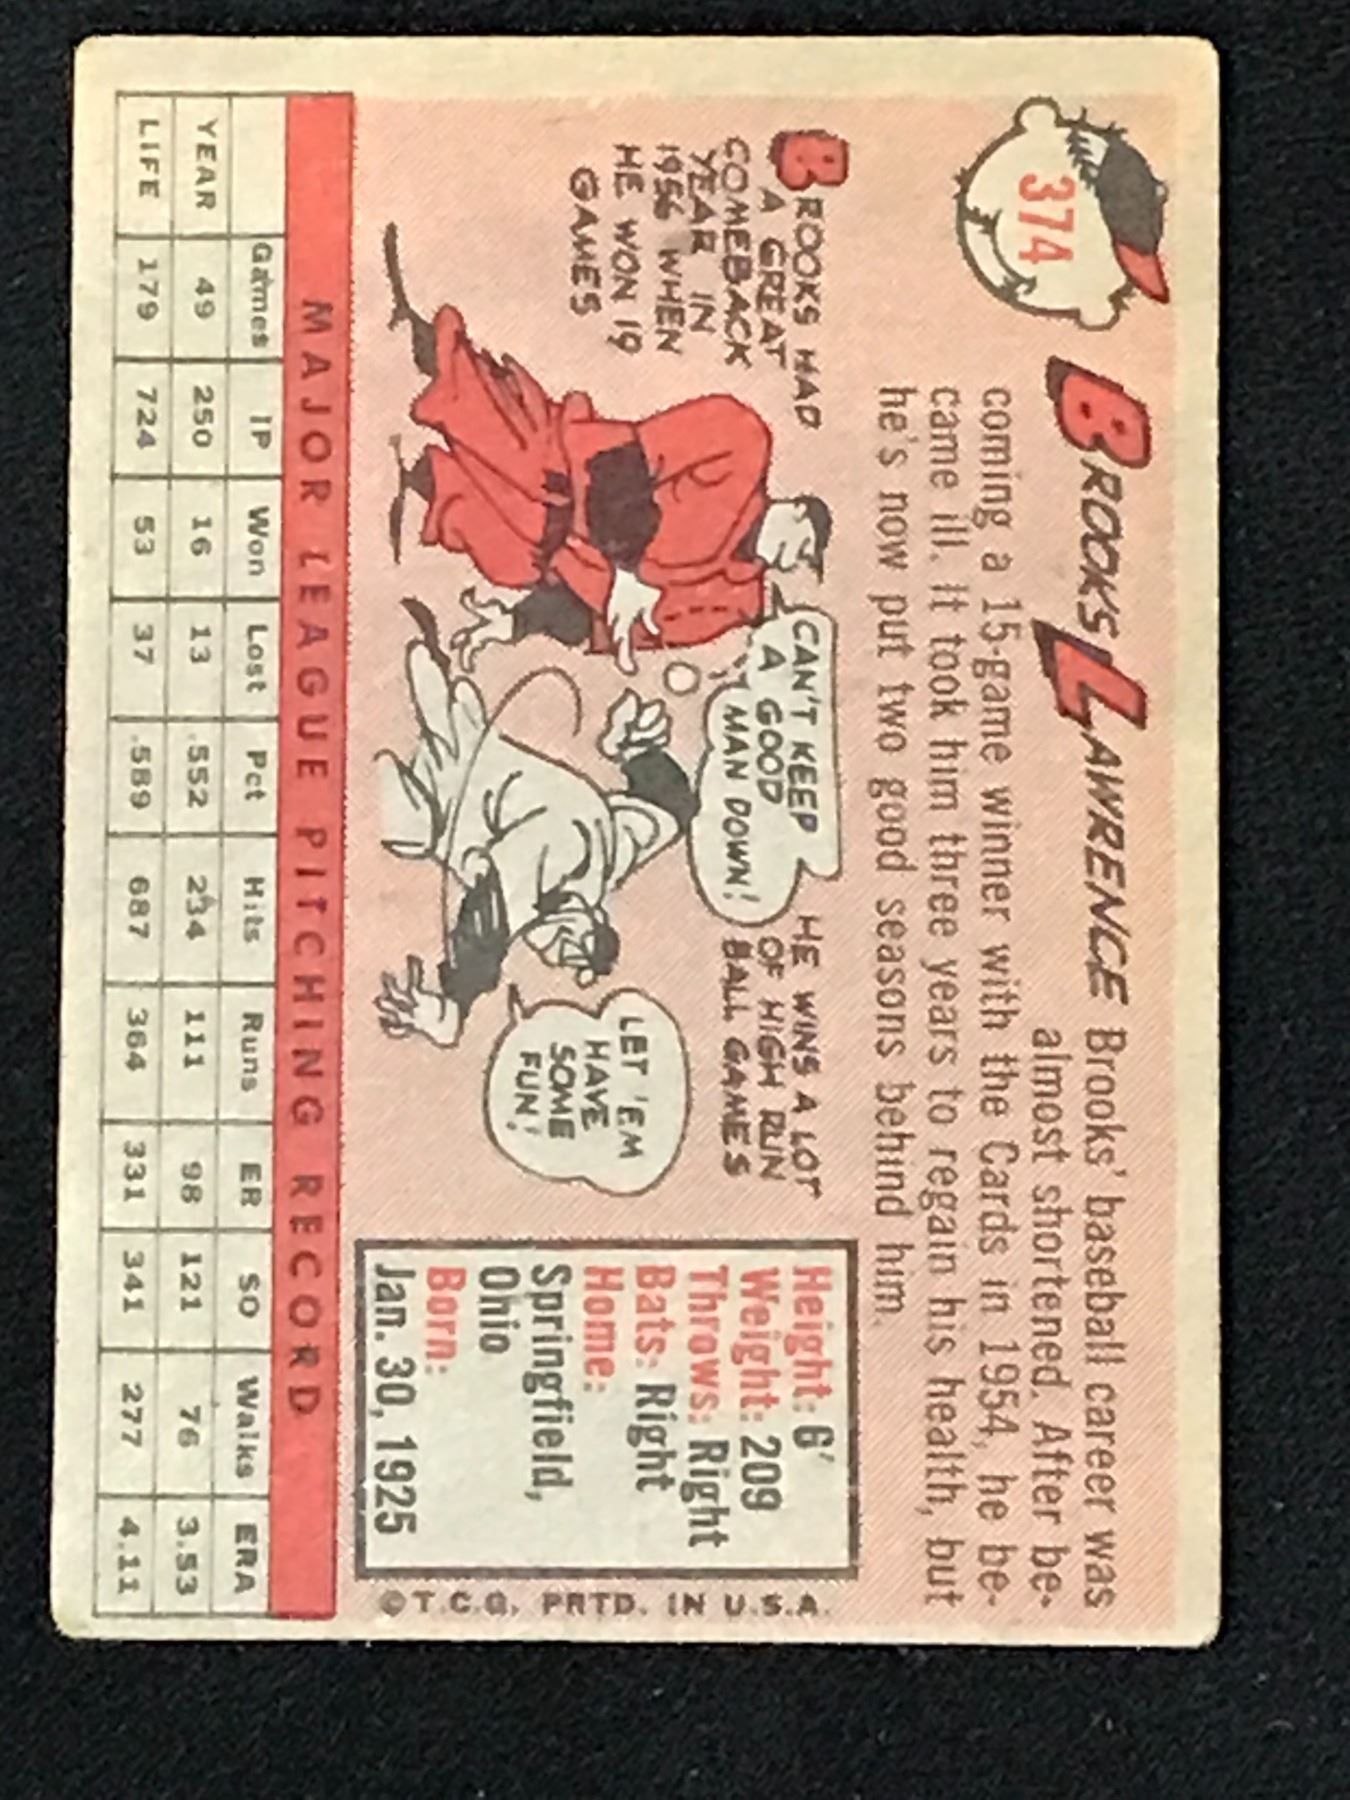 374
BROOKS LAWRENCE Brooks' baseball career was
almost shortened. After be-
coming a 15-game winner with the Cards in 1954, he be-
came ill. It took him three years to regain his health, but
he's now put two good seasons behind him.
BROOKS HAD
A GREAT
COMEBACK
YEAR IN
1956 WHEN
HE WON 19
GAMES
CAN'T KEEP
A GOOD
MAN DOWN!
HE WINS A LOT
OF HIGH RUN
BALL GAMES
LET 'EM
HAVE
SOME
FUN!
Height: 6'
Weight: 209
Throws: Right
Bats: Right
Home:
Springfield,
Ohio
Born:
Jan. 30, 1925
©T.C.G. PRTD. IN U.S.A.
MAJOR LEAGUE PITCHING RECORD
Games IP Won Lost Pct Hits Runs ER SO Walks ERA
YEAR 49 250 16 13 .552 234 111 98 121 76 3.53
LIFE 179 724 53 37 .589 687 364 331 341 277 4.11